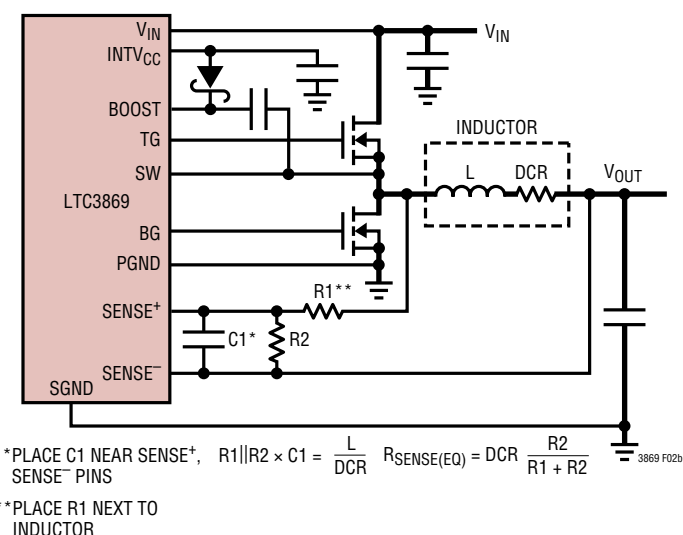 V_IN
V_IN
INTV_CC
BOOST
INDUCTOR
TG
L
DCR
V_OUT
SW
LTC3869
BG
PGND
R1**
SENSE+
C1*
R2
SENSE–
SGND
*PLACE C1 NEAR SENSE+,
SENSE– PINS
R1||R2 × C1 = L/DCR
R_SENSE(EQ) = DCR R2/(R1 + R2)
3869 F02b
**PLACE R1 NEXT TO
INDUCTOR